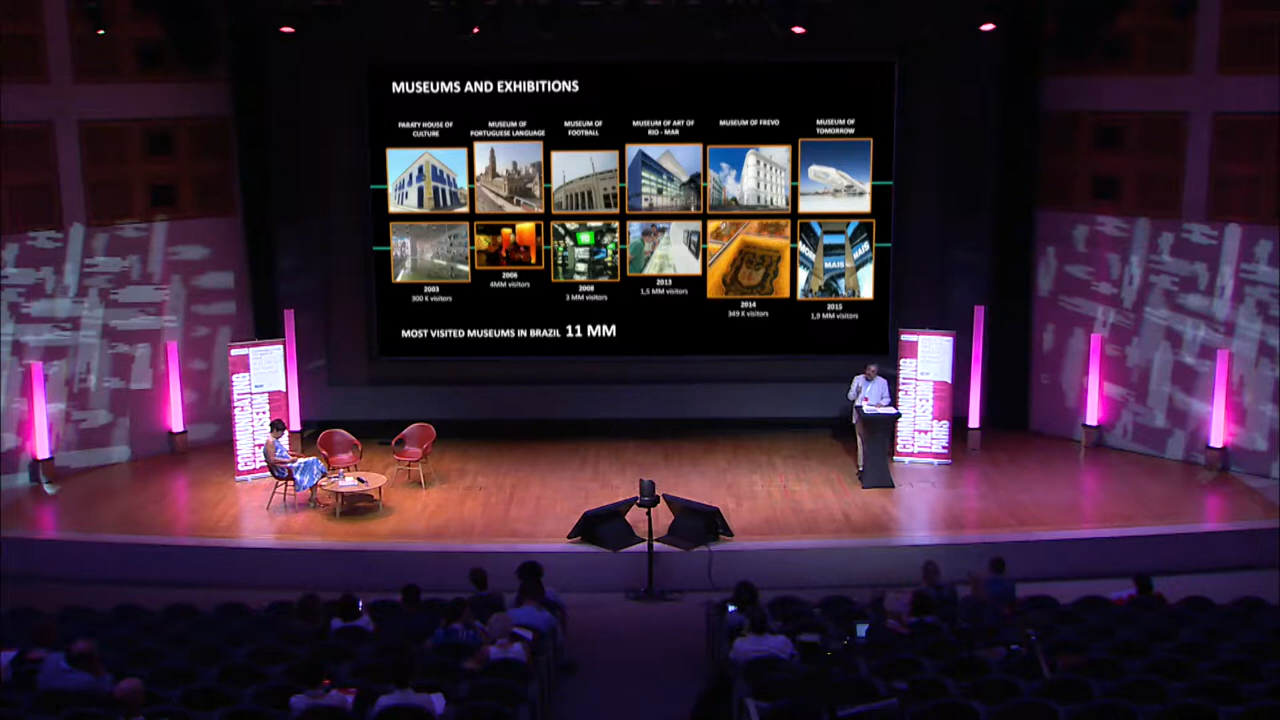 MUSEUMS AND EXHIBITIONS
PARATY HOUSE OF
CULTURE
MUSEUM OF
PORTUGUESE LANGUAGE
MUSEUM OF
FOOTBALL
MUSEUM OF ART OF
RIO - MAR
MUSEUM OF FREVO
MUSEUM OF
TOMORROW
MAIS
MAIS
2003
300 K visitors
2006
4MM visitors
2008
3 MM visitors
2013
1,5 MM visitors
2014
349 K visitors
2015
1,9 MM visitors
MOST VISITED MUSEUMS IN BRAZIL 11 MM
COMMUNICATING
THE MUSEUM
COMMUNICATING
THE MUSEUM
PARIS